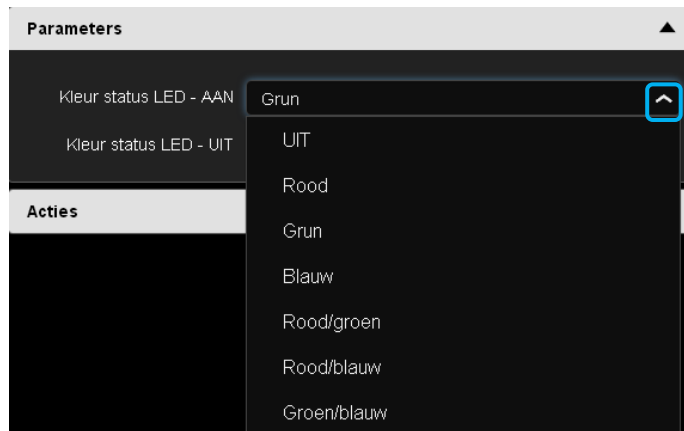 Parameters
Kleur status LED - AAN Grun
Kleur status LED - UIT
UIT
Rood
Acties
Grun
Blauw
Rood/groen
Rood/blauw
Groen/blauw